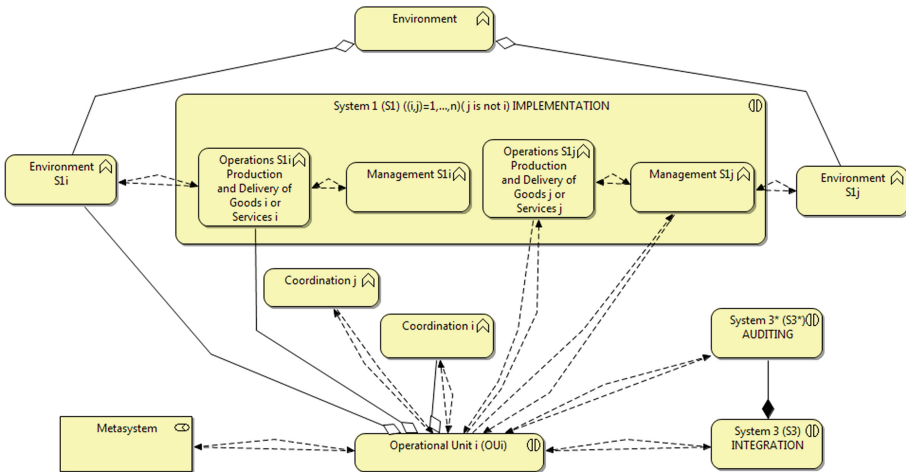 Environment
System 1 (S1) ((i,j)=1,...,n)( j is not i) IMPLEMENTATION
Environment
S1i
Operations S1i
Production
and Delivery of
Goods i or
Services i
Management S1i
Operations S1j
Production
and Delivery of
Goods j or
Services j
Management S1j
Environment
S1j
Coordination j
Coordination i
System 3* (S3*)
AUDITING
Metasystem
Operational Unit i (OUi)
System 3 (S3)
INTEGRATION